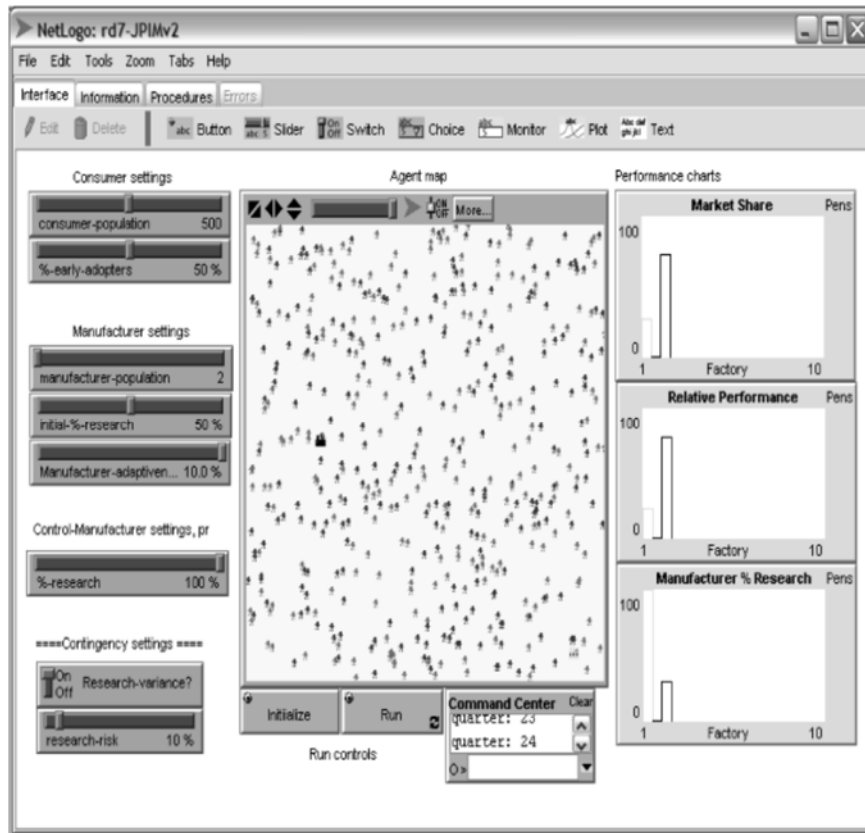 NetLogo: rd7-JPIMv2
File Edit Tools Zoom Tabs Help
Interface Information Procedures Errors
Edit Delete Button Slider Switch Choice Monitor Plot Text
Consumer settings
consumer-population 500
%-early-adopters 50 %
Manufacturer settings
manufacturer-population 2
initial-%-research 50 %
Manufacturer-adaptiven... 10.0 %
Control-Manufacturer settings, pr
%-research 100 %
====Contingency settings ====
On
Off
Research-variance?
research-risk 10 %
Agent map
ON
OFF
More...
Initialize
Run
Run controls
Command Center Clear
quarter: 23
quarter: 24
O>
Performance charts
Market Share Pens
100
0
1 Factory 10
Relative Performance Pens
100
0
1 Factory 10
Manufacturer % Research Pens
100
0
1 Factory 10